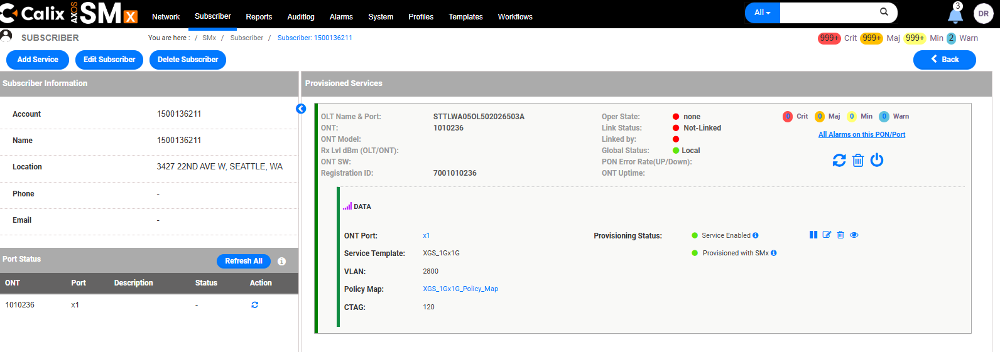 Calix AXOS SMx
Network Subscriber Reports Auditlog Alarms System Profiles Templates Workflows
All
3
DR
SUBSCRIBER
You are here : / SMx / Subscriber / Subscriber: 1500136211
999+ Crit 999+ Maj 999+ Min 2 Warn
Add Service Edit Subscriber Delete Subscriber
Back
Subscriber Information
Account 1500136211
Name 1500136211
Location 3427 22ND AVE W, SEATTLE, WA
Phone -
Email -
Port Status Refresh All
ONT Port Description Status Action
1010236 x1 -
Provisioned Services
OLT Name & Port: STTLWA05OL502026503A
ONT: 1010236
ONT Model:
Rx Lvl dBm (OLT/ONT):
ONT SW:
Registration ID: 7001010236
Oper State: none
Link Status: Not-Linked
Linked by:
Global Status: Local
PON Error Rate(UP/Down):
ONT Uptime:
0 Crit 0 Maj 0 Min 0 Warn
All Alarms on this PON/Port
DATA
ONT Port: x1
Service Template: XGS_1Gx1G
VLAN: 2800
Policy Map: XGS_1Gx1G_Policy_Map
CTAG: 120
Provisioning Status: Service Enabled
Provisioned with SMx